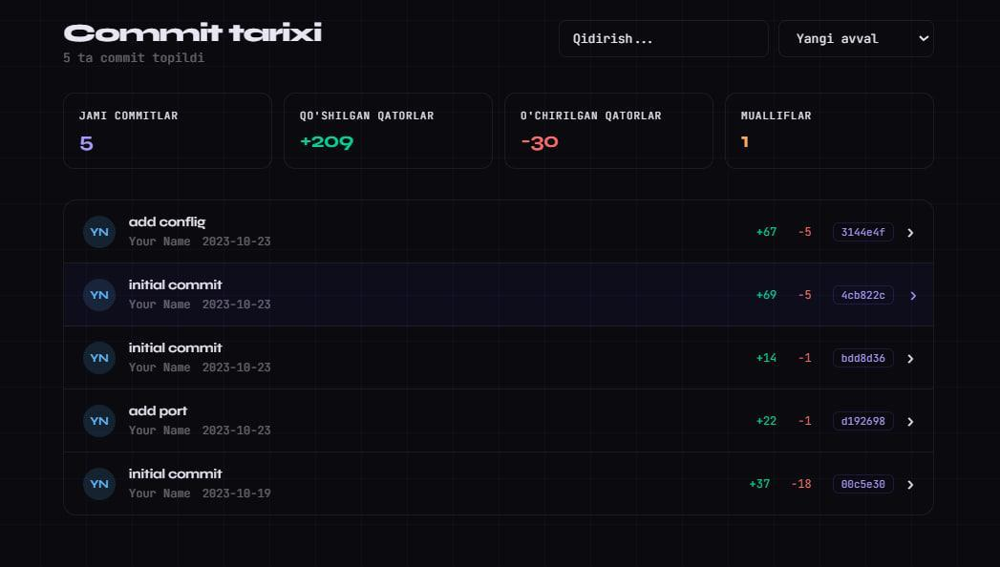 Commit tarixi
5 ta commit topildi
Qidirish...
Yangi avval
JAMI COMMITLAR
5
QO'SHILGAN QATORLAR
+209
O'CHIRILGAN QATORLAR
-30
MUALLIFLAR
1
YN add conflig
Your Name 2023-10-23
+67 -5 3144e4f
YN initial commit
Your Name 2023-10-23
+69 -5 4cb822c
YN initial commit
Your Name 2023-10-23
+14 -1 bdd8d36
YN add port
Your Name 2023-10-23
+22 -1 d192698
YN initial commit
Your Name 2023-10-19
+37 -18 00c5e30